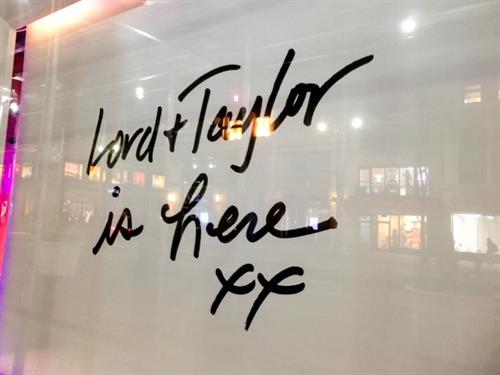 Lord + Taylor
is here
xx